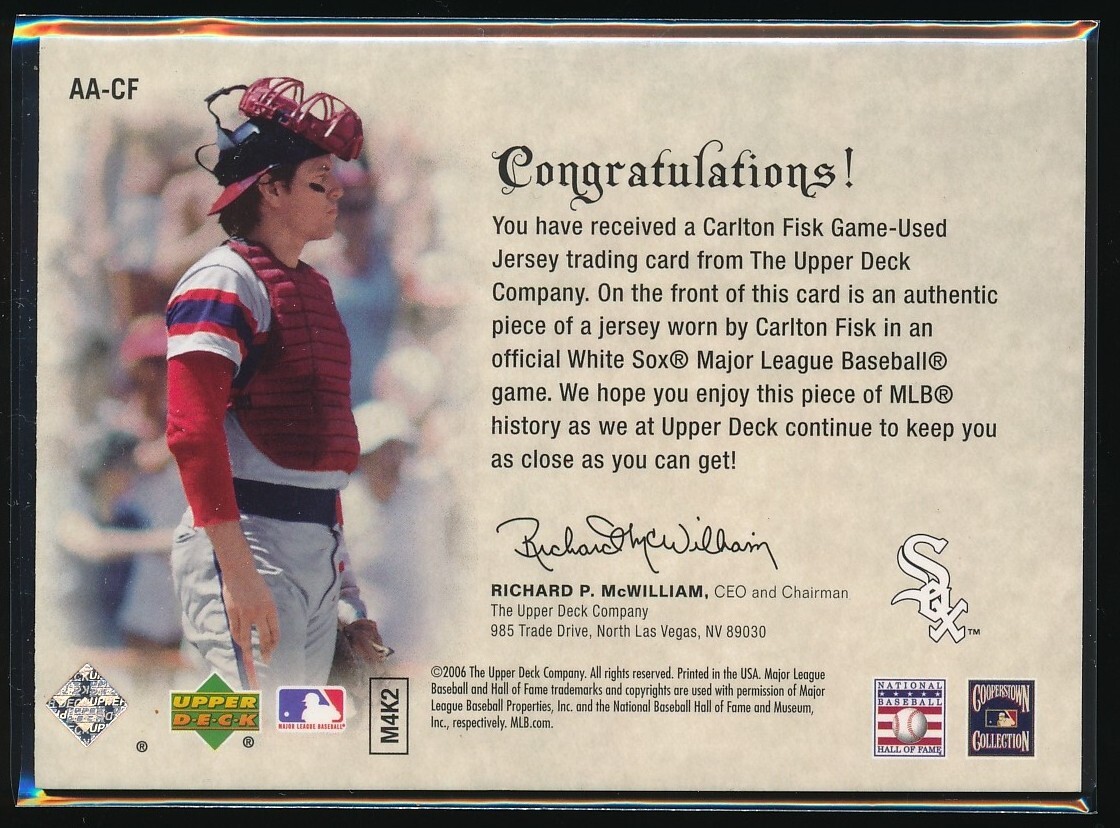 AA-CF
Congratulations!
You have received a Carlton Fisk Game-Used
Jersey trading card from The Upper Deck
Company. On the front of this card is an authentic
piece of a jersey worn by Carlton Fisk in an
official White Sox® Major League Baseball®
game. We hope you enjoy this piece of MLB®
history as we at Upper Deck continue to keep you
as close as you can get!
Richard McWilliam
RICHARD P. McWILLIAM, CEO and Chairman
The Upper Deck Company
985 Trade Drive, North Las Vegas, NV 89030
Sox™
©2006 The Upper Deck Company. All rights reserved. Printed in the USA. Major League
Baseball and Hall of Fame trademarks and copyrights are used with permission of Major
League Baseball Properties, Inc. and the National Baseball Hall of Fame and Museum,
Inc., respectively. MLB.com.
®
UPPER
DECK
®
MAJOR LEAGUE BASEBALL
M4K2
NATIONAL
BASEBALL
HALL OF FAME
COOPERSTOWN
COLLECTION